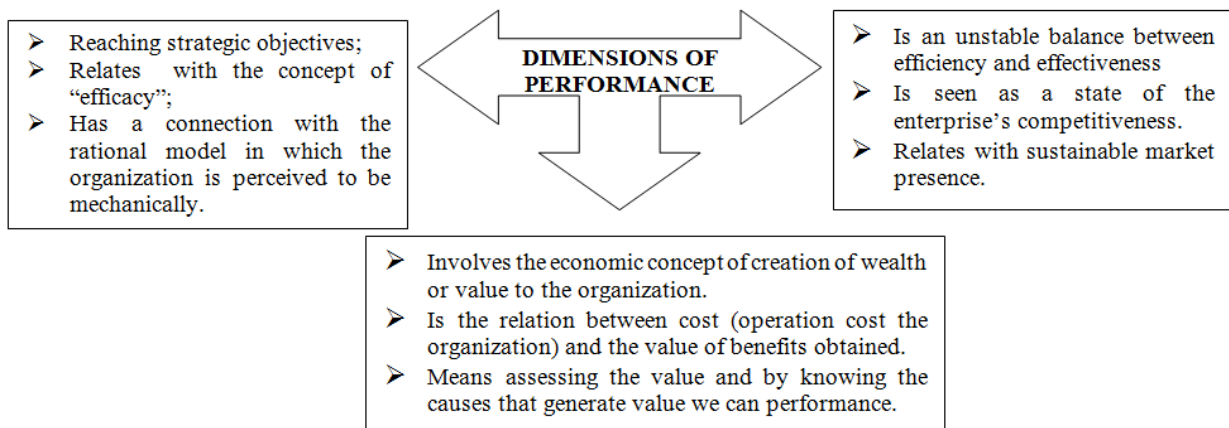 ➢ Reaching strategic objectives;
➢ Relates with the concept of
“efficacy”;
➢ Has a connection with the
rational model in which the
organization is perceived to be
mechanically.
DIMENSIONS OF
PERFORMANCE
➢ Is an unstable balance between
efficiency and effectiveness
➢ Is seen as a state of the
enterprise’s competitiveness.
➢ Relates with sustainable market
presence.
➢ Involves the economic concept of creation of wealth
or value to the organization.
➢ Is the relation between cost (operation cost the
organization) and the value of benefits obtained.
➢ Means assessing the value and by knowing the
causes that generate value we can performance.